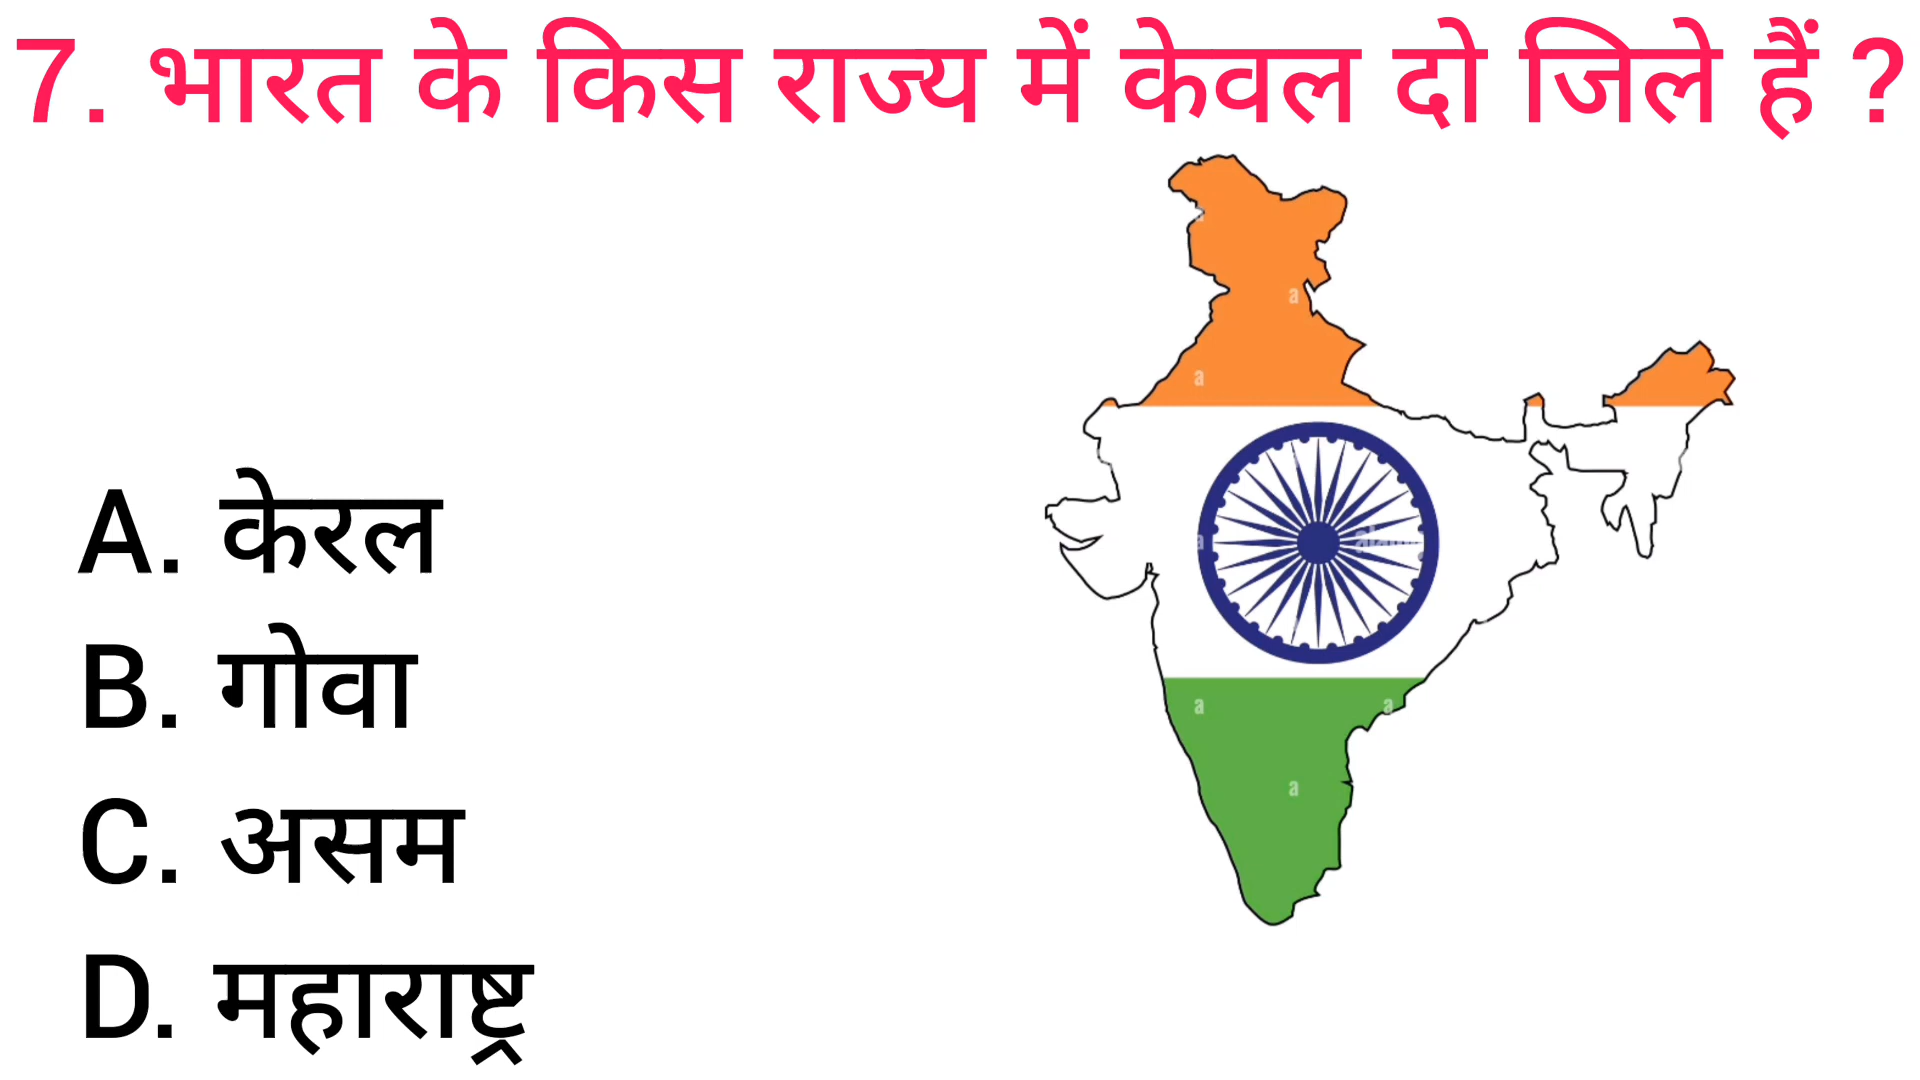 7. भारत के किस राज्य में केवल दो जिले हैं ?
A. केरल
B. गोवा
C. असम
D. महाराष्ट्र
a
a
a
a
a
a
a